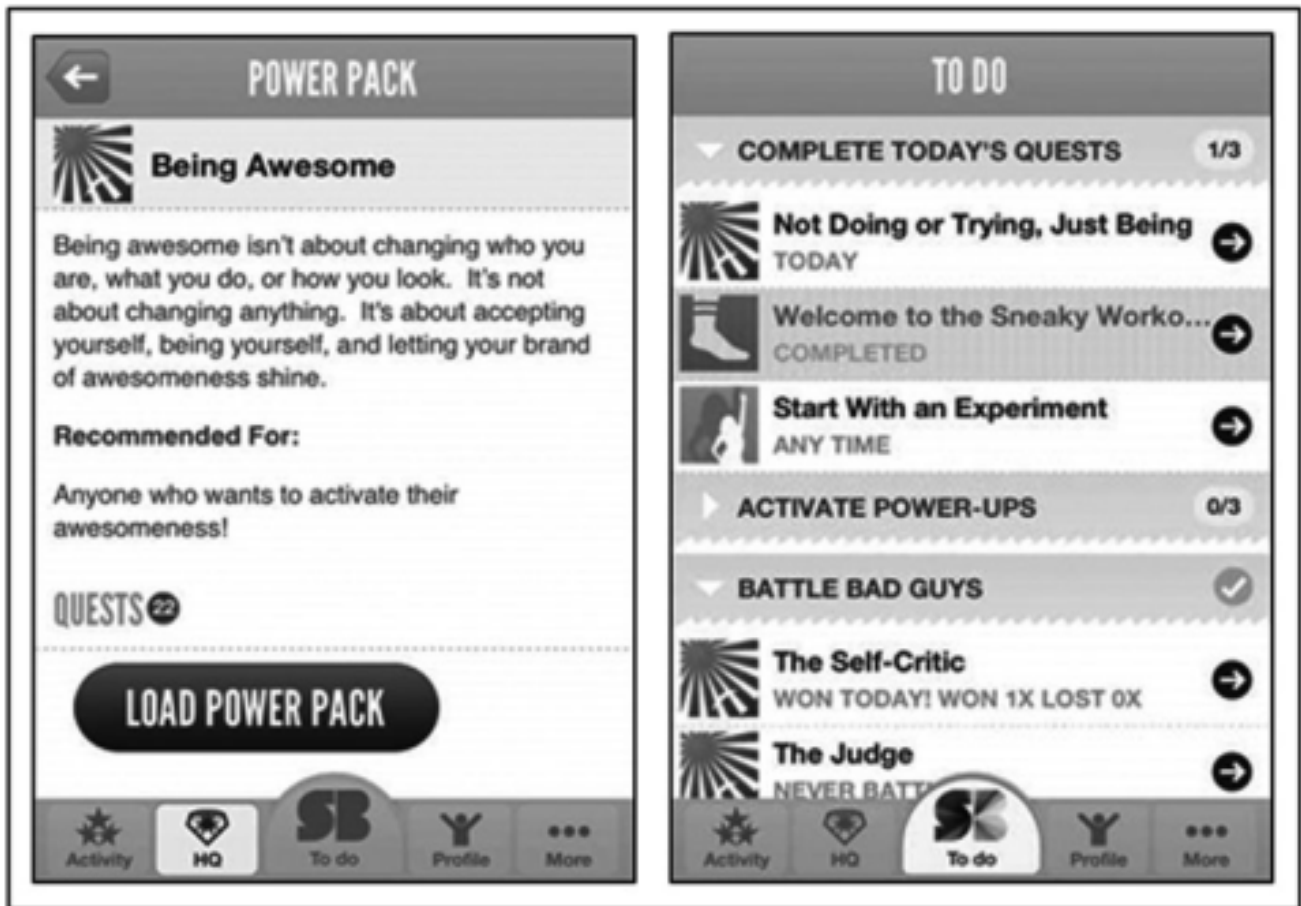 POWER PACK
Being Awesome
Being awesome isn't about changing who you
are, what you do, or how you look. It's not
about changing anything. It's about accepting
yourself, being yourself, and letting your brand
of awesomeness shine.
Recommended For:
Anyone who wants to activate their
awesomeness!
QUESTS 22
LOAD POWER PACK
Activity
HQ
SB
To do
Profile
More
TO DO
COMPLETE TODAY'S QUESTS 1/3
Not Doing or Trying, Just Being
TODAY
Welcome to the Sneaky Worko...
COMPLETED
Start With an Experiment
ANY TIME
ACTIVATE POWER-UPS 0/3
BATTLE BAD GUYS
The Self-Critic
WON TODAY! WON 1X LOST 0X
The Judge
NEVER
Activity
HQ
SB
To do
Profile
More